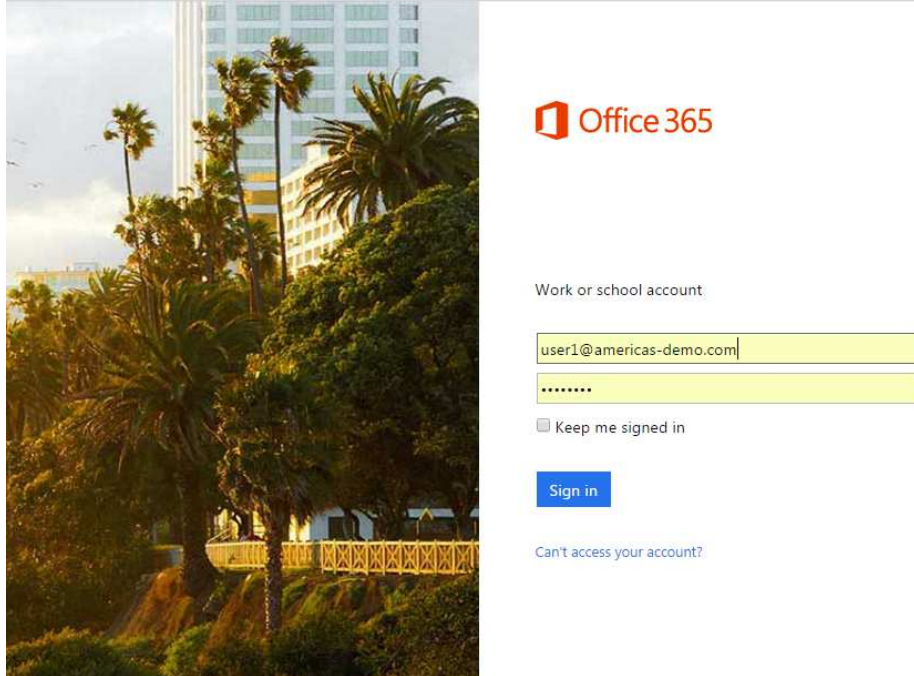 Office 365
Work or school account
user1@americas-demo.com
••••••••
Keep me signed in
Sign in
Can't access your account?